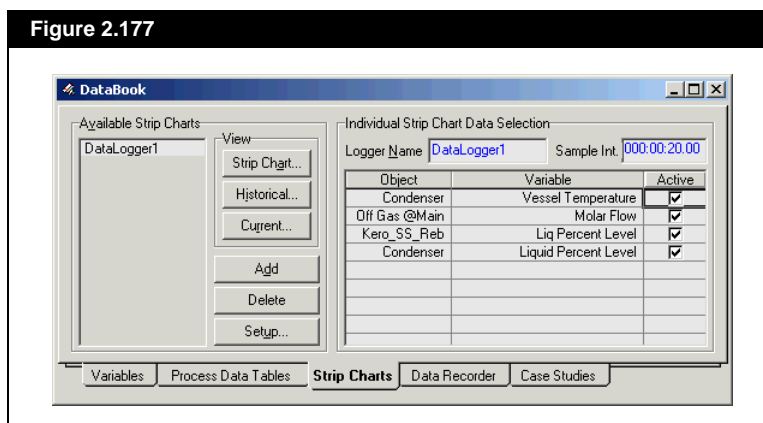 Figure 2.177
DataBook
Available Strip Charts
DataLogger1
View
Strip Chart...
Historical...
Current...
Add
Delete
Setup...
Individual Strip Chart Data Selection
Logger Name DataLogger1 Sample Int. 000:00:20.00
Object Variable Active
Condenser Vessel Temperature
Off Gas @Main Molar Flow
Kero_SS_Reb Liq Percent Level
Condenser Liquid Percent Level
Variables Process Data Tables Strip Charts Data Recorder Case Studies